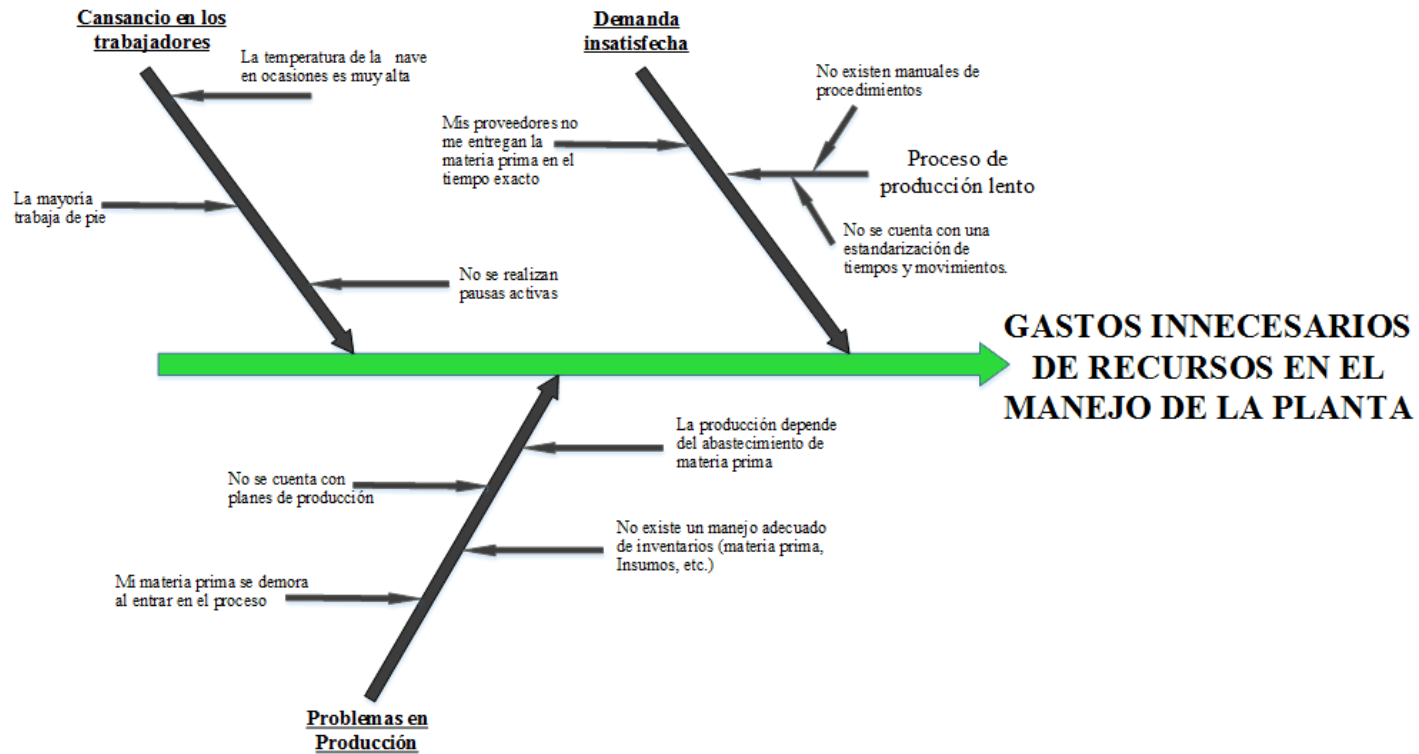 Cansancio en los
trabajadores
La temperatura de la nave
en ocasiones es muy alta
La mayoría
trabaja de pie
No se realizan
pausas activas
Demanda
insatisfecha
Mis proveedores no
me entregan la
materia prima en el
tiempo exacto
No existen manuales de
procedimientos
Proceso de
producción lento
No se cuenta con una
estandarización de
tiempos y movimientos.
GASTOS INNECESARIOS
DE RECURSOS EN EL
MANEJO DE LA PLANTA
La producción depende
del abastecimiento de
materia prima
No se cuenta con
planes de producción
No existe un manejo adecuado
de inventarios (materia prima,
Insumos, etc.)
Mi materia prima se demora
al entrar en el proceso
Problemas en
Producción